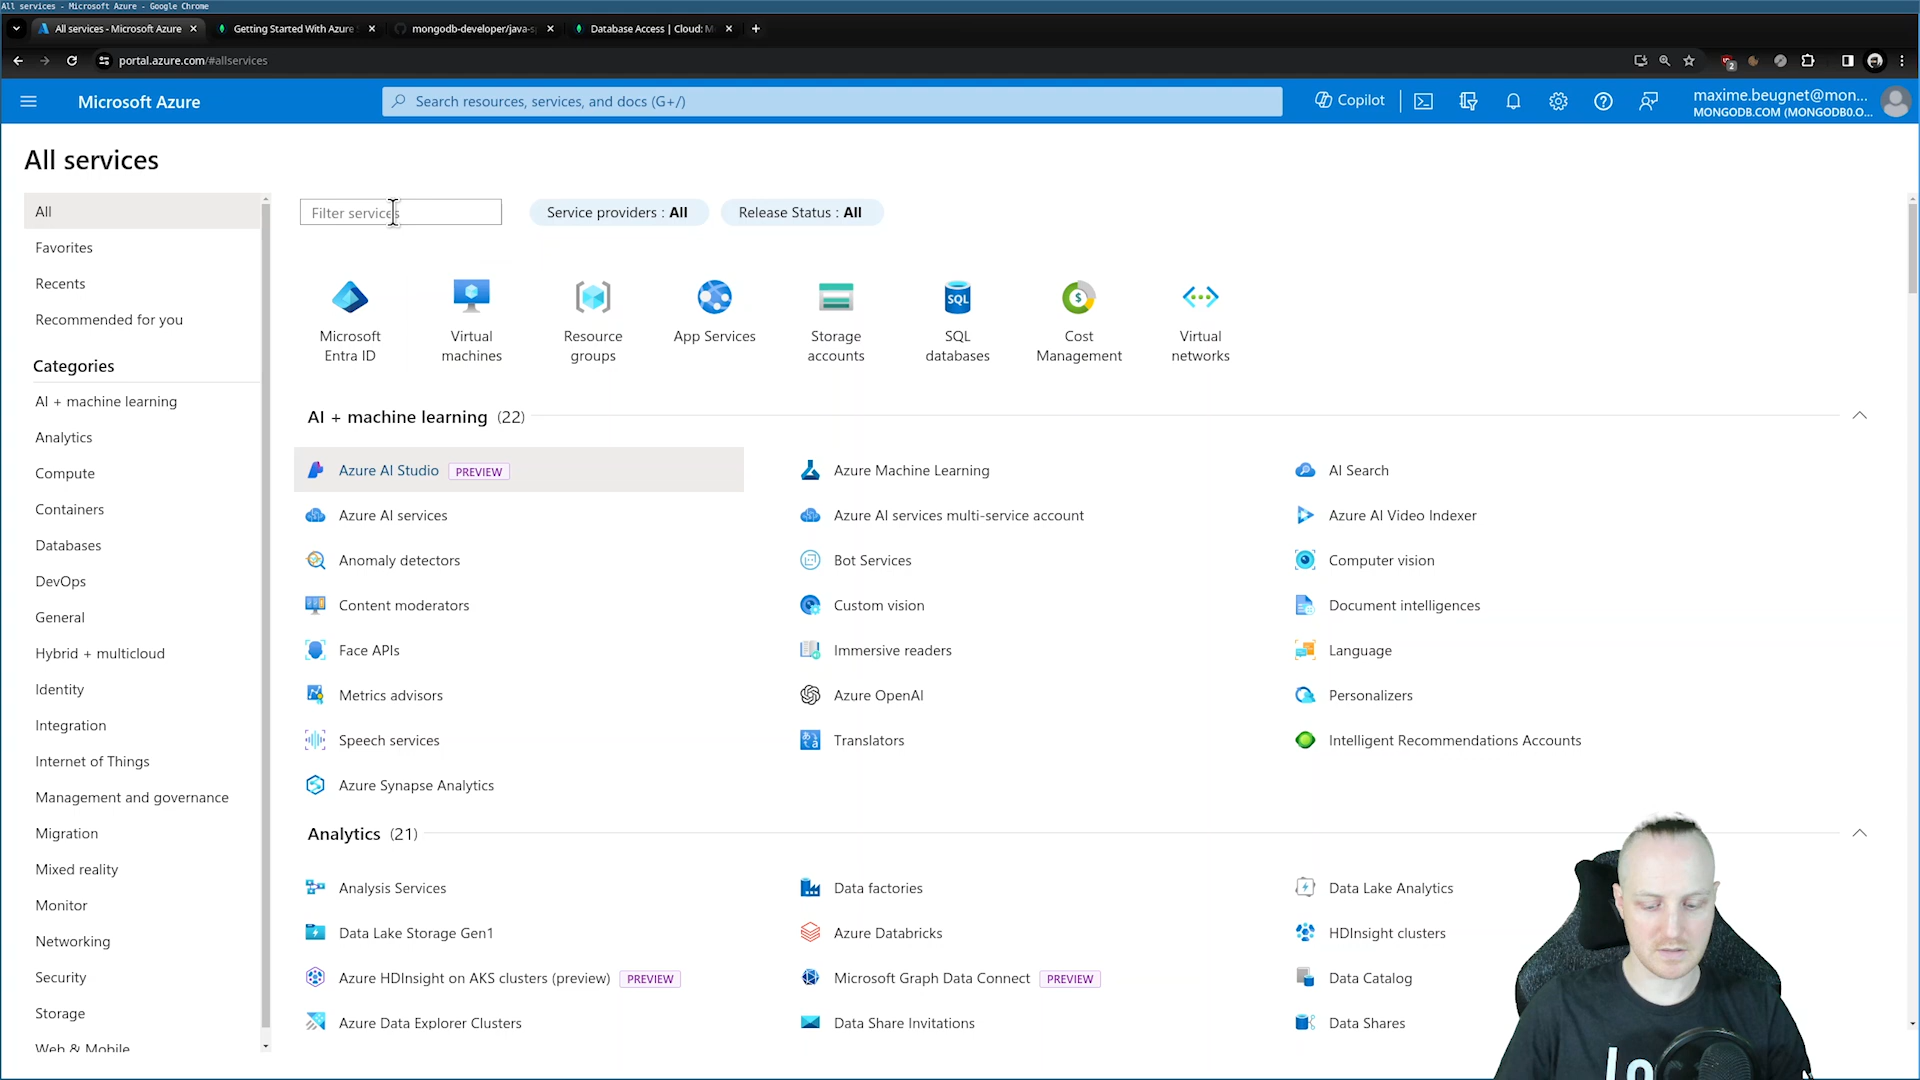 All services - Microsoft Azure - Google Chrome
All services - Microsoft Azure
Getting Started With Azure
mongodb-developer/java-s
Database Access | Cloud: M
portal.azure.com/#allservices
2
Microsoft Azure
Search resources, services, and docs (G+/)
Copilot
maxime.beugnet@mon...
MONGODB.COM (MONGODB0.O...
All services
All
Favorites
Recents
Recommended for you
Categories
AI + machine learning
Analytics
Compute
Containers
Databases
DevOps
General
Hybrid + multicloud
Identity
Integration
Internet of Things
Management and governance
Migration
Mixed reality
Monitor
Networking
Security
Storage
Web & Mobile
Filter services
Service providers : All
Release Status : All
Microsoft Entra ID
Virtual machines
Resource groups
App Services
Storage accounts
SQL
SQL databases
Cost Management
Virtual networks
AI + machine learning (22)
Azure AI Studio PREVIEW
Azure Machine Learning
AI Search
Azure AI services
Azure AI services multi-service account
Azure AI Video Indexer
Anomaly detectors
Bot Services
Computer vision
Content moderators
Custom vision
Document intelligences
Face APIs
Immersive readers
Language
Metrics advisors
Azure OpenAI
Personalizers
Speech services
Translators
Intelligent Recommendations Accounts
Azure Synapse Analytics
Analytics (21)
Analysis Services
Data factories
Data Lake Analytics
Data Lake Storage Gen1
Azure Databricks
HDInsight clusters
Azure HDInsight on AKS clusters (preview) PREVIEW
Microsoft Graph Data Connect PREVIEW
Data Catalog
Azure Data Explorer Clusters
Data Share Invitations
Data Shares